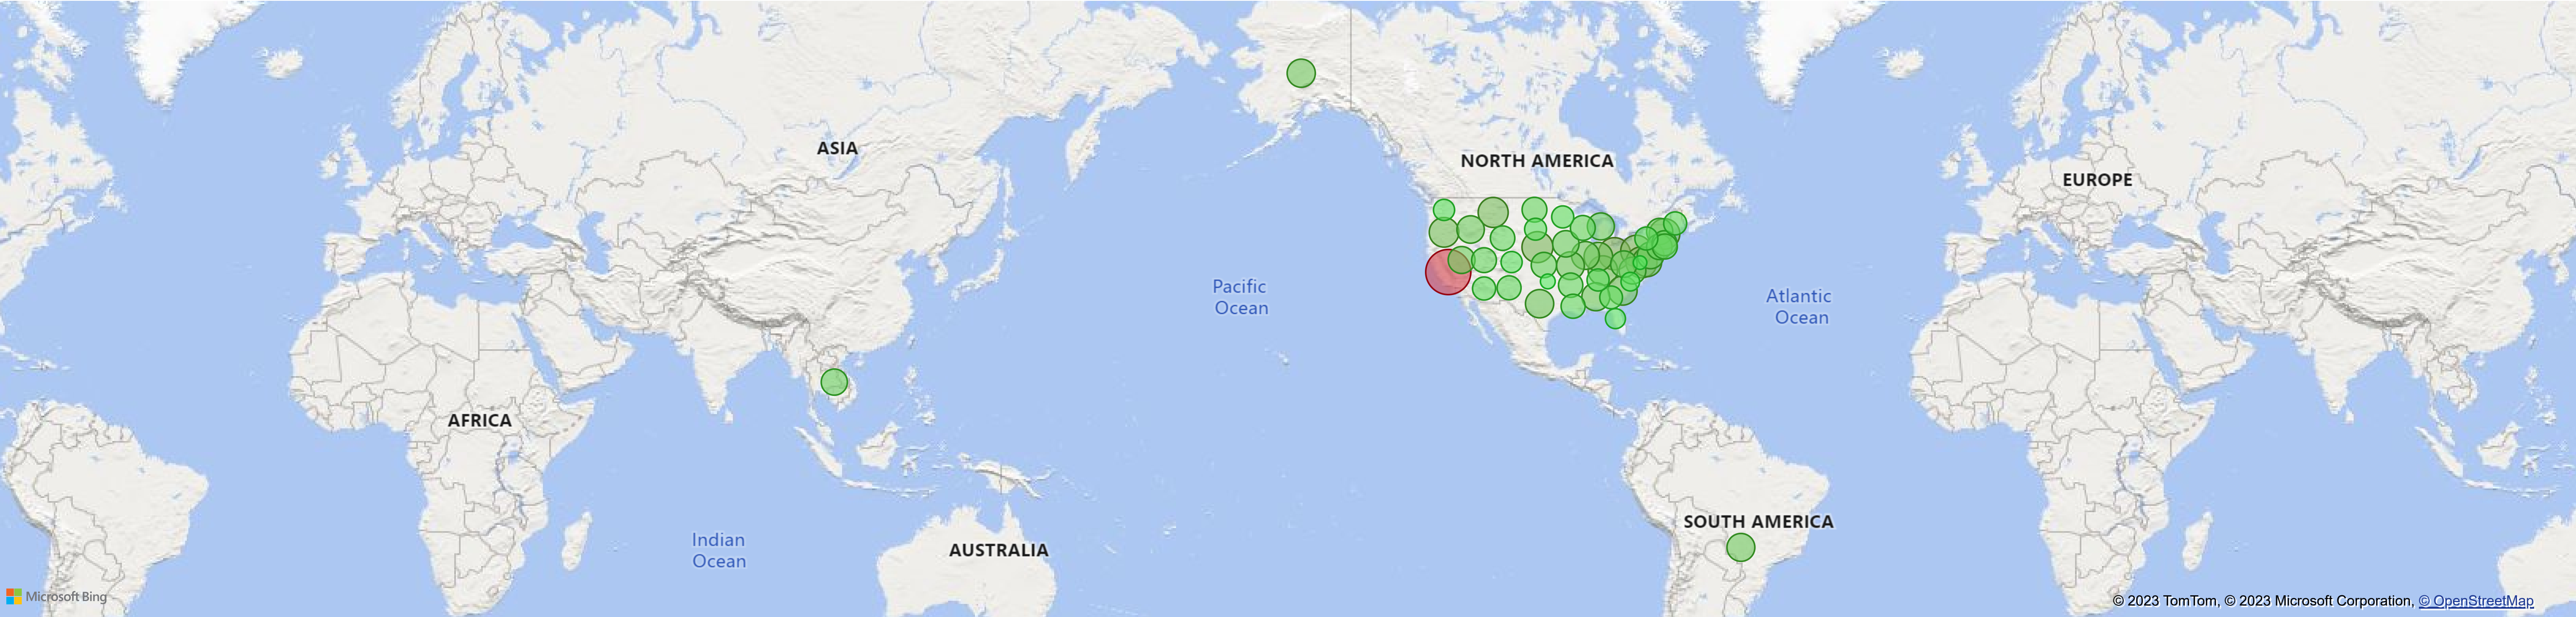 ASIA
NORTH AMERICA
EUROPE
Pacific
Ocean
Atlantic
Ocean
AFRICA
SOUTH AMERICA
Indian
Ocean
AUSTRALIA
Microsoft Bing
© 2023 TomTom, © 2023 Microsoft Corporation, © OpenStreetMap